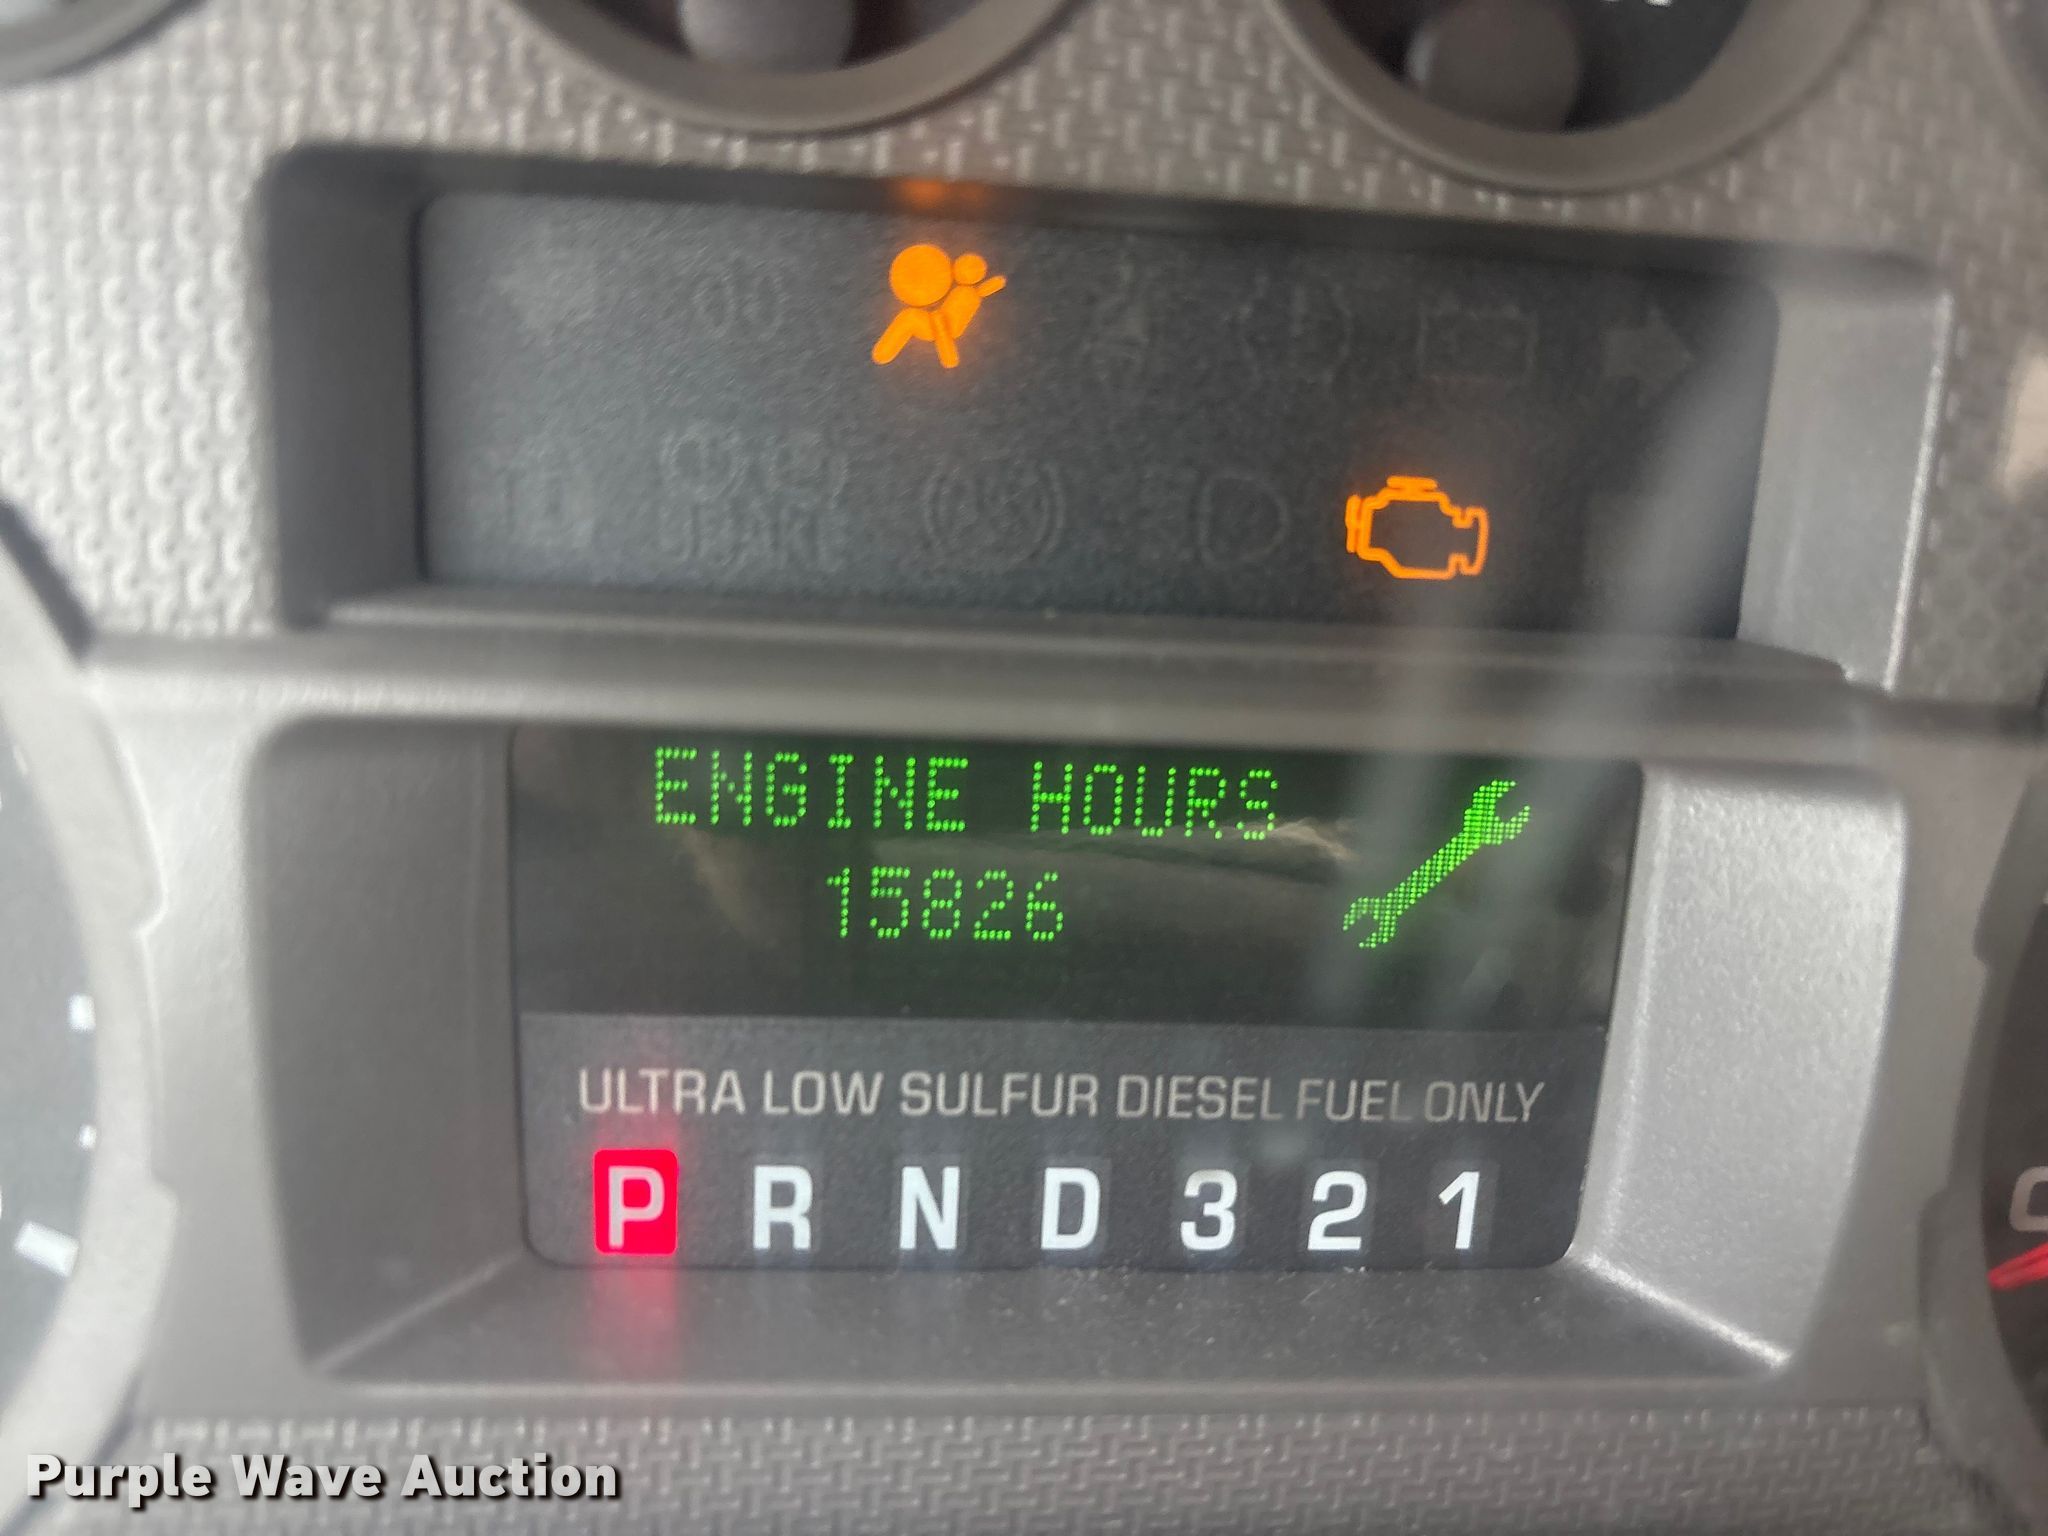 ENGINE HOURS
15826
ULTRA LOW SULFUR DIESEL FUEL ONLY
P R N D 3 2 1
Purple Wave Auction